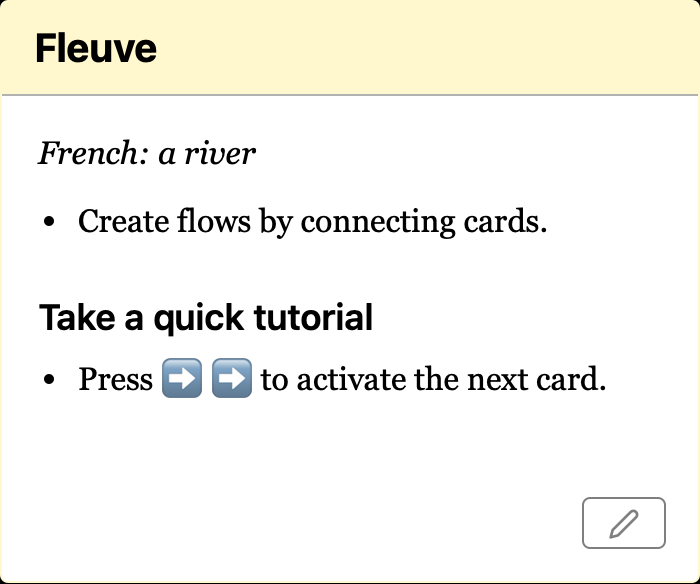 Fleuve
French: a river
• Create flows by connecting cards.
Take a quick tutorial
• Press ➡️ ➡️ to activate the next card.